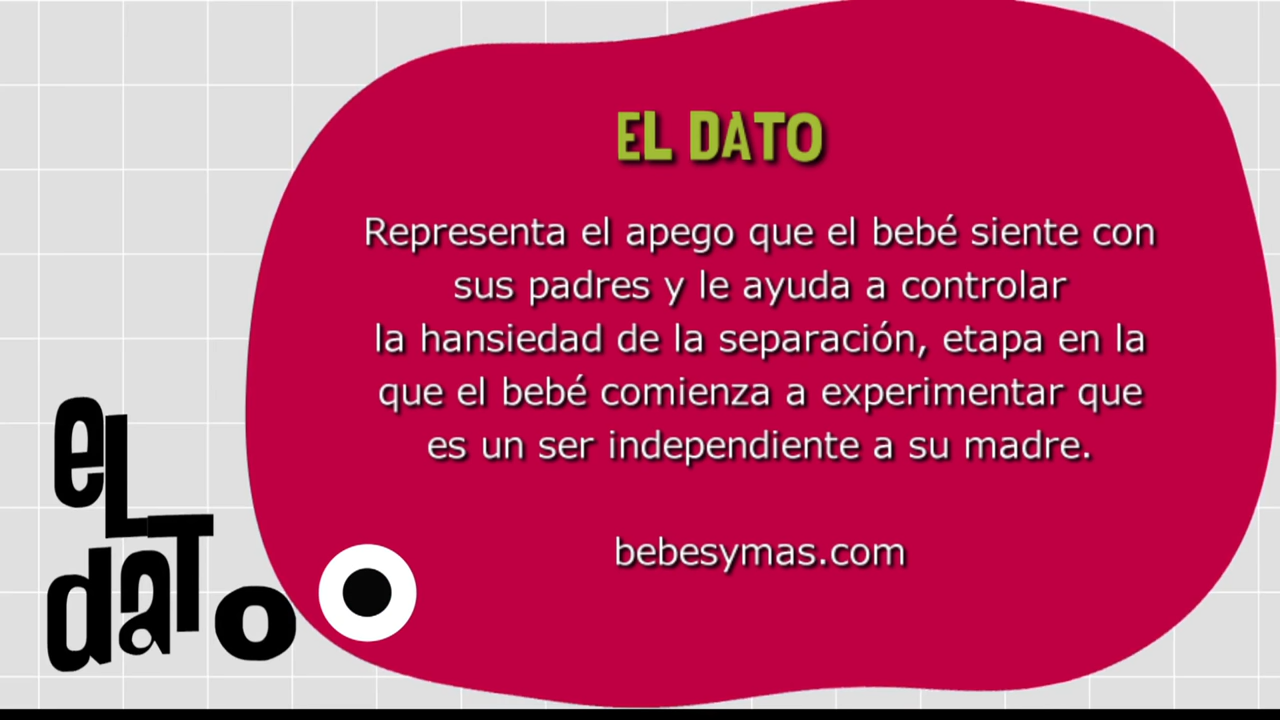 EL DATO
Representa el apego que el bebé siente con
sus padres y le ayuda a controlar
la hansiedad de la separación, etapa en la
que el bebé comienza a experimentar que
es un ser independiente a su madre.
bebesymas.com
eL
daTo